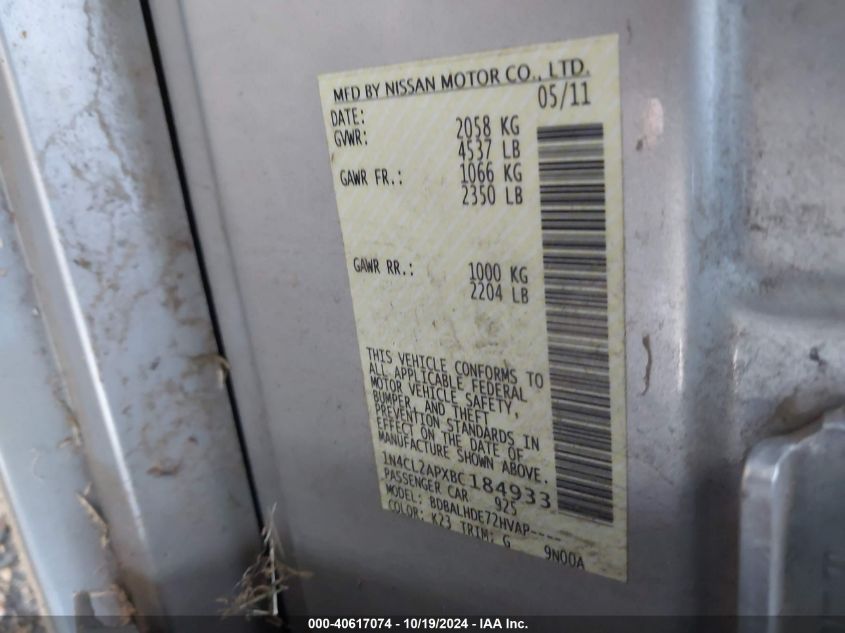 MFD BY NISSAN MOTOR CO., LTD.
DATE: 05/11
GVWR: 2058 KG
4537 LB
GAWR FR.: 1066 KG
2350 LB
GAWR RR.: 1000 KG
2204 LB
THIS VEHICLE CONFORMS TO
ALL APPLICABLE FEDERAL
MOTOR VEHICLE SAFETY,
BUMPER, AND THEFT
PREVENTION STANDARDS IN
EFFECT ON THE DATE OF
MANUFACTURE SHOWN ABOVE.
1N4CL2APXBC184933
PASSENGER CAR 925
MODEL: BDBALHDE72HVAP----
COLOR: K23 TRIM: G 9N00A
000-40617074 - 10/19/2024 - IAA Inc.